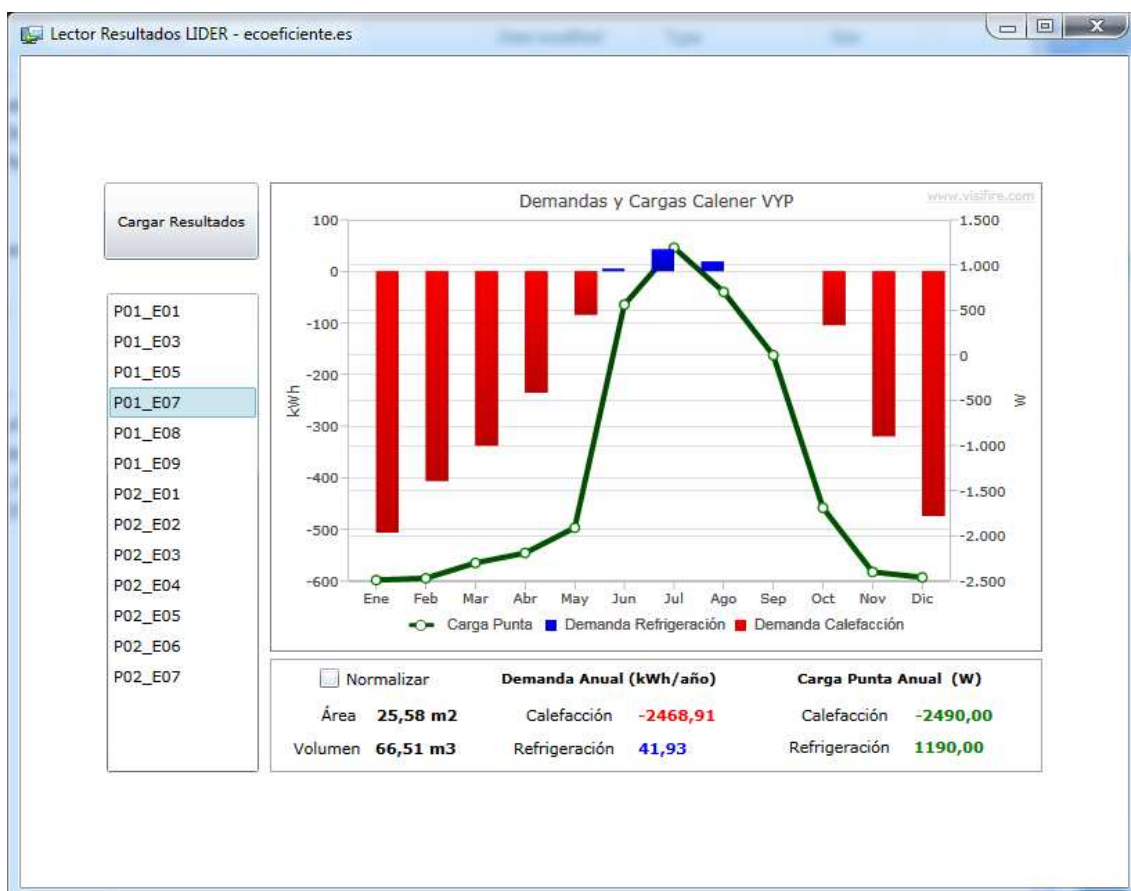 Lector Resultados LIDER - ecoeficiente.es
Cargar Resultados
P01_E01
P01_E03
P01_E05
P01_E07
P01_E08
P01_E09
P02_E01
P02_E02
P02_E03
P02_E04
P02_E05
P02_E06
P02_E07
Demandas y Cargas Calener VYP
www.visifire.com
kWh
100
0
-100
-200
-300
-400
-500
-600
1.500
1.000
500
0
-500
-1.000
-1.500
-2.000
-2.500
W
Ene Feb Mar Abr May Jun Jul Ago Sep Oct Nov Dic
Carga Punta Demanda Refrigeración Demanda Calefacción
Normalizar Demanda Anual (kWh/año) Carga Punta Anual (W)
Área 25,58 m2 Calefacción -2468,91 Calefacción -2490,00
Volumen 66,51 m3 Refrigeración 41,93 Refrigeración 1190,00